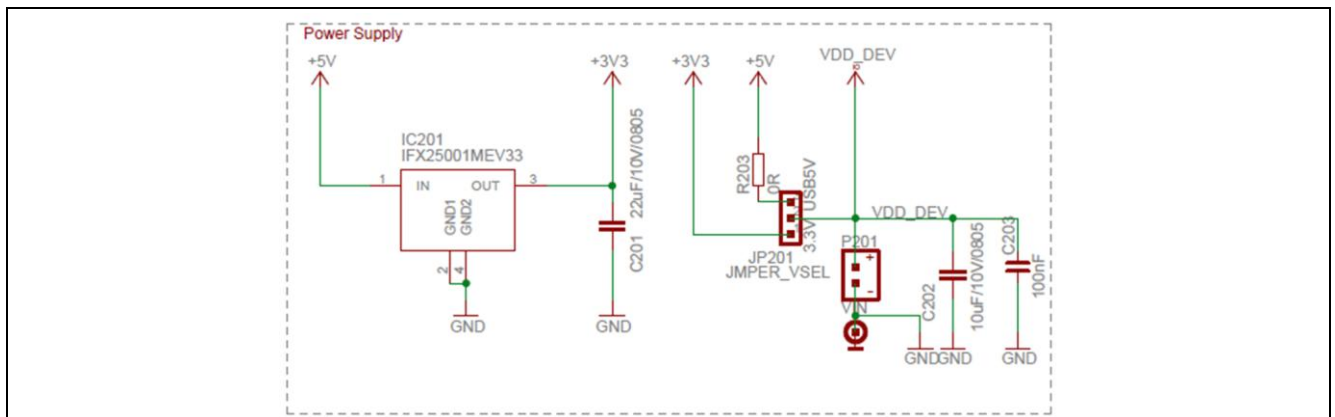 Power Supply
+5V
+3V3
+3V3
+5V
VDD_DEV
IC201
IFX25001MEV33
1
IN
OUT
3
GND1
GND2
2
4
GND
22uF/10V/0805
C201
GND
R203
0R
USB5V
3.3V
JP201
JMPER_VSEL
VDD_DEV
P201
+
-
VIN
C202
10uF/10V/0805
C203
100nF
GND
GND
GND